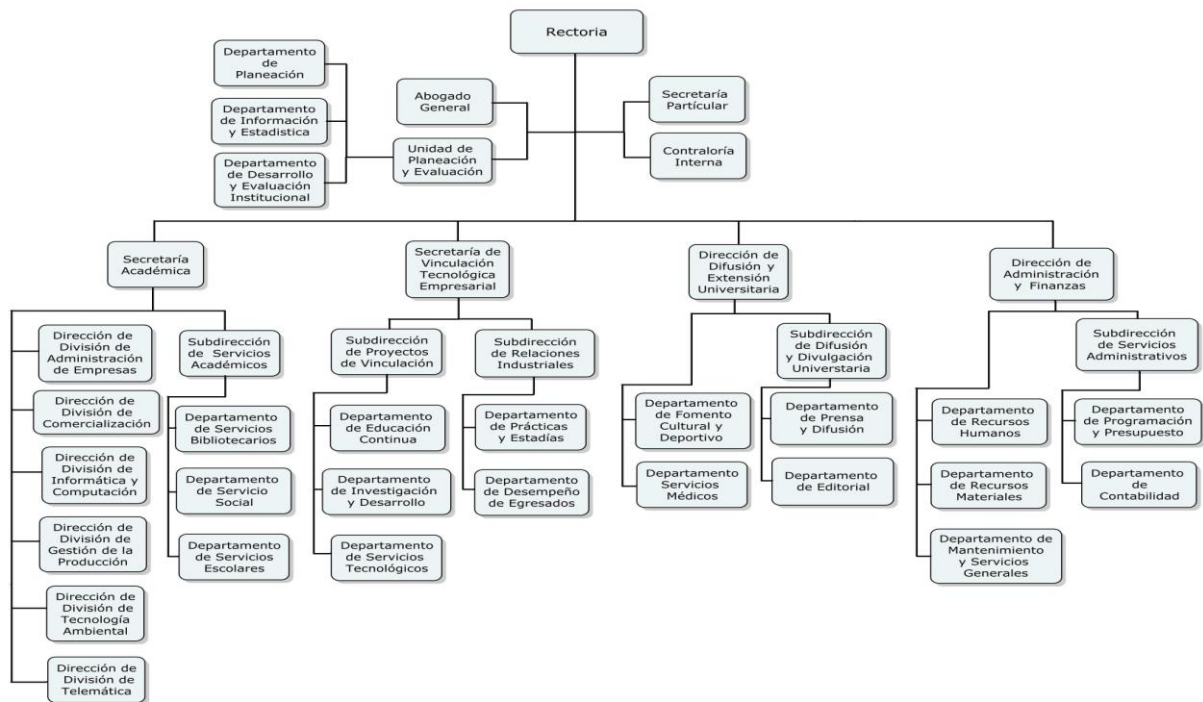 Rectoria
Departamento
de
Planeación
Departamento
de Información
y Estadistica
Departamento
de Desarrollo
y Evaluación
Institucional
Abogado
General
Unidad de
Planeación
y Evaluación
Secretaría
Partícular
Contraloría
Interna
Secretaría
Académica
Dirección de
División de
Administración
de Empresas
Dirección de
División de
Comercialización
Dirección de
División de
Informática y
Computación
Dirección de
División de
Gestión de la
Producción
Dirección de
División de
Tecnología
Ambiental
Dirección de
División de
Telemática
Subdirección
de Servicios
Académicos
Departamento
de Servicios
Bibliotecarios
Departamento
de Servicio
Social
Departamento
de Servicios
Escolares
Secretaría de
Vinculación
Tecnológica
Empresarial
Subdirección
de Proyectos
de Vinculación
Departamento
de Educación
Continua
Departamento
de Investigación
y Desarrollo
Departamento
de Servicios
Tecnológicos
Subdirección
de Relaciones
Industriales
Departamento
de Prácticas
y Estadías
Departamento
de Desempeño
de Egresados
Dirección de
Difusión y
Extensión
Universitaria
Departamento
de Fomento
Cultural y
Deportivo
Departamento
Servicios
Médicos
Subdirección
de Difusión
y Divulgación
Universtaria
Departamento
de Prensa
y Difusión
Departamento
de Editorial
Dirección de
Administración
y Finanzas
Departamento
de Recursos
Humanos
Departamento
de Recursos
Materiales
Departamento de
Mantenimiento
y Servicios
Generales
Subdirección
de Servicios
Administrativos
Departamento
de Programación
y Presupuesto
Departamento
de
Contabilidad